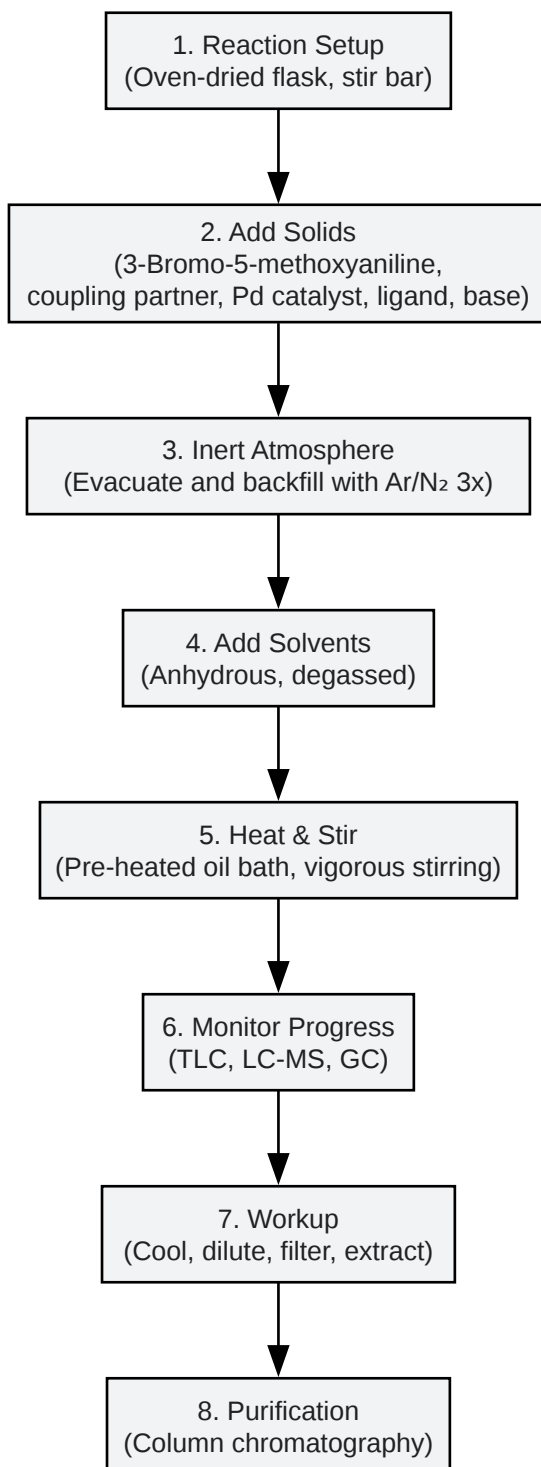 1. Reaction Setup
(Oven-dried flask, stir bar)
2. Add Solids
(3-Bromo-5-methoxyaniline,
coupling partner, Pd catalyst, ligand, base)
3. Inert Atmosphere
(Evacuate and backfill with Ar/N₂ 3x)
4. Add Solvents
(Anhydrous, degassed)
5. Heat & Stir
(Pre-heated oil bath, vigorous stirring)
6. Monitor Progress
(TLC, LC-MS, GC)
7. Workup
(Cool, dilute, filter, extract)
8. Purification
(Column chromatography)